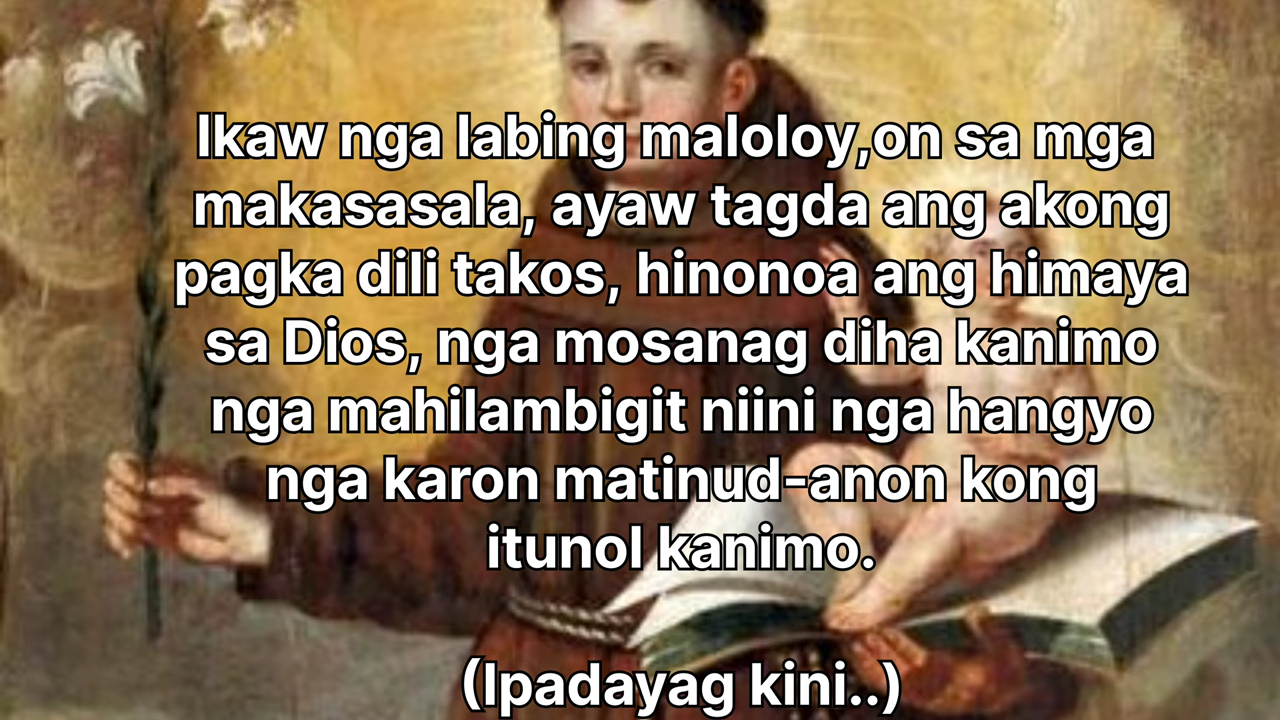 Ikaw nga labing maloloy,on sa mga
makasasala, ayaw tagda ang akong
pagka dili takos, hinonoa ang himaya
sa Dios, nga mosanag diha kanimo
nga mahilambigit niini nga hangyo
nga karon matinud-anon kong
itunol kanimo.
(Ipadayag kini..)